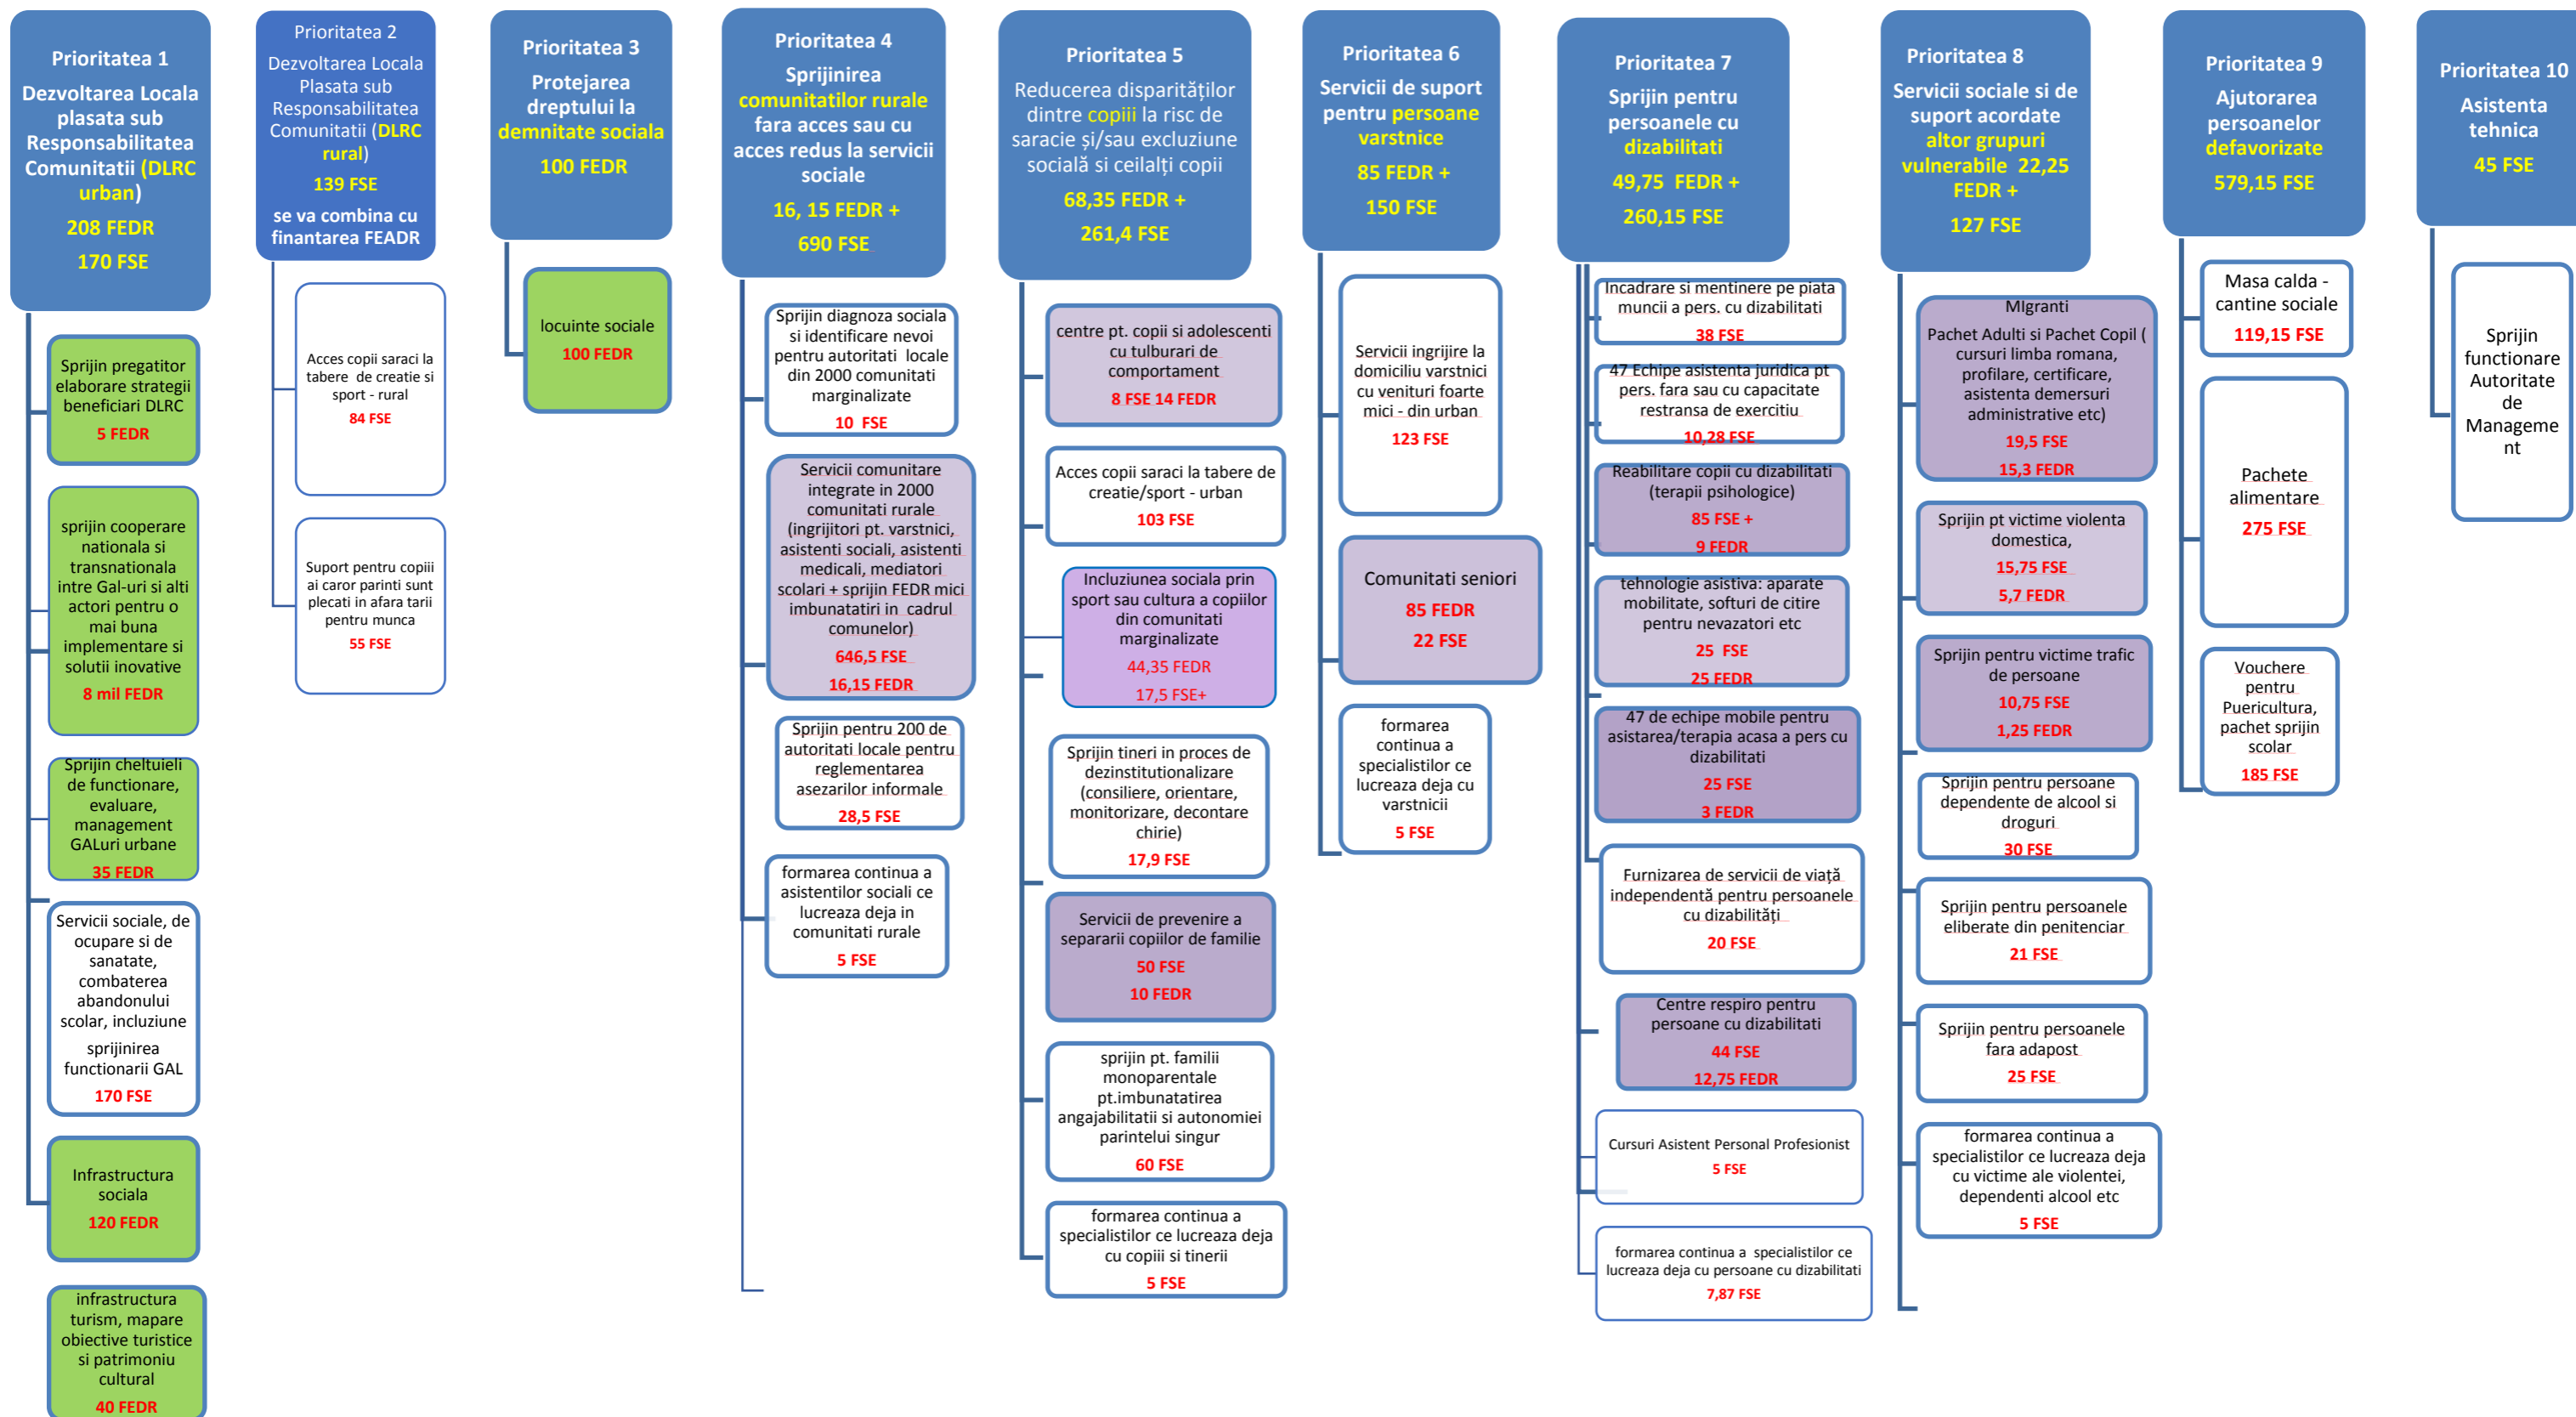 Prioritatea 1
Dezvoltarea Locala
plasata sub
Responsabilitatea
Comunitatii (DLRC
urban)
208 FEDR
170 FSE
Sprijin pregatitor
elaborare strategii
beneficiari DLRC
5 FEDR
sprijin cooperare
nationala si
transnationala
intre Gal-uri si alti
actori pentru o
mai buna
implementare si
solutii inovative
8 mil FEDR
Sprijin cheltuieli
de functionare,
evaluare,
management
GALuri urbane
35 FEDR
Servicii sociale, de
ocupare si de
sanatate,
combaterea
abandonului
scolar, incluziune
sprijinirea
functionarii GAL
170 FSE
Infrastructura
sociala
120 FEDR
infrastructura
turism, mapare
obiective turistice
si patrimoniu
cultural
40 FEDR
Prioritatea 2
Dezvoltarea Locala
Plasata sub
Responsabilitatea
Comunitatii (DLRC
rural)
139 FSE
se va combina cu
finantarea FEADR
Acces copii saraci la
tabere de creatie si
sport - rural
84 FSE
Suport pentru copiii
ai caror parinti sunt
plecati in afara tarii
pentru munca
55 FSE
Prioritatea 3
Protejarea
dreptului la
demnitate sociala
100 FEDR
locuinte sociale
100 FEDR
Prioritatea 4
Sprijinirea
comunitatilor rurale
fara acces sau cu
acces redus la servicii
sociale
16, 15 FEDR +
690 FSE
Sprijin diagnoza sociala
si identificare nevoi
pentru autoritati locale
din 2000 comunitati
marginalizate
10 FSE
Servicii comunitare
integrate in 2000
comunitati rurale
(ingrijitori pt. varstnici,
asistenti sociali, asistenti
medicali, mediatori
scolari + sprijin FEDR mici
imbunatatiri in cadrul
comunelor)
646,5 FSE
16,15 FEDR
Sprijin pentru 200 de
autoritati locale pentru
reglementarea
asezarilor informale
28,5 FSE
formarea continua a
asistentilor sociali ce
lucreaza deja in
comunitati rurale
5 FSE
Prioritatea 5
Reducerea disparităților
dintre copiii la risc de
saracie și/sau excluziune
socială si ceilalți copii
68,35 FEDR +
261,4 FSE
centre pt. copii si adolescenti
cu tulburari de
comportament
8 FSE 14 FEDR
Acces copii saraci la tabere de
creatie/sport - urban
103 FSE
Incluziunea sociala prin
sport sau cultura a copiilor
din comunitati
marginalizate
44,35 FEDR
17,5 FSE+
Sprijin tineri in proces de
dezinstitutionalizare
(consiliere, orientare,
monitorizare, decontare
chirie)
17,9 FSE
Servicii de prevenire a
separarii copiilor de familie
50 FSE
10 FEDR
sprijin pt. familii
monoparentale
pt.imbunatatirea
angajabilitatii si autonomiei
parintelui singur
60 FSE
formarea continua a
specialistilor ce lucreaza deja
cu copiii si tinerii
5 FSE
Prioritatea 6
Servicii de suport
pentru persoane
varstnice
85 FEDR +
150 FSE
Servicii ingrijire la
domiciliu varstnici
cu venituri foarte
mici - din urban
123 FSE
Comunitati seniori
85 FEDR
22 FSE
formarea
continua a
specialistilor ce
lucreaza deja cu
varstnicii
5 FSE
Prioritatea 7
Sprijin pentru
persoanele cu
dizabilitati
49,75 FEDR +
260,15 FSE
Incadrare si mentinere pe piata
muncii a pers. cu dizabilitati
38 FSE
47 Echipe asistenta juridica pt
pers. fara sau cu capacitate
restransa de exercitiu
10,28 FSE
Reabilitare copii cu dizabilitati
(terapii psihologice)
85 FSE +
9 FEDR
tehnologie asistiva: aparate
mobilitate, softuri de citire
pentru nevazatori etc
25 FSE
25 FEDR
47 de echipe mobile pentru
asistarea/terapia acasa a pers cu
dizabilitati
25 FSE
3 FEDR
Furnizarea de servicii de viață
independentă pentru persoanele
cu dizabilități
20 FSE
Centre respiro pentru
persoane cu dizabilitati
44 FSE
12,75 FEDR
Cursuri Asistent Personal Profesionist
5 FSE
formarea continua a specialistilor ce
lucreaza deja cu persoane cu dizabilitati
7,87 FSE
Prioritatea 8
Servicii sociale si de
suport acordate
altor grupuri
vulnerabile 22,25
FEDR +
127 FSE
MIgranti
Pachet Adulti si Pachet Copil (
cursuri limba romana,
profilare, certificare,
asistenta demersuri
administrative etc)
19,5 FSE
15,3 FEDR
Sprijin pt victime violenta
domestica,
15,75 FSE
5,7 FEDR
Sprijin pentru victime trafic
de persoane
10,75 FSE
1,25 FEDR
Sprijin pentru persoane
dependente de alcool si
droguri
30 FSE
Sprijin pentru persoanele
eliberate din penitenciar
21 FSE
Sprijin pentru persoanele
fara adapost
25 FSE
formarea continua a
specialistilor ce lucreaza deja
cu victime ale violentei,
dependenti alcool etc
5 FSE
Prioritatea 9
Ajutorarea
persoanelor
defavorizate
579,15 FSE
Masa calda -
cantine sociale
119,15 FSE
Pachete
alimentare
275 FSE
Vouchere
pentru
Puericultura,
pachet sprijin
scolar
185 FSE
Prioritatea 10
Asistenta
tehnica
45 FSE
Sprijin
functionare
Autoritate
de
Manageme
nt